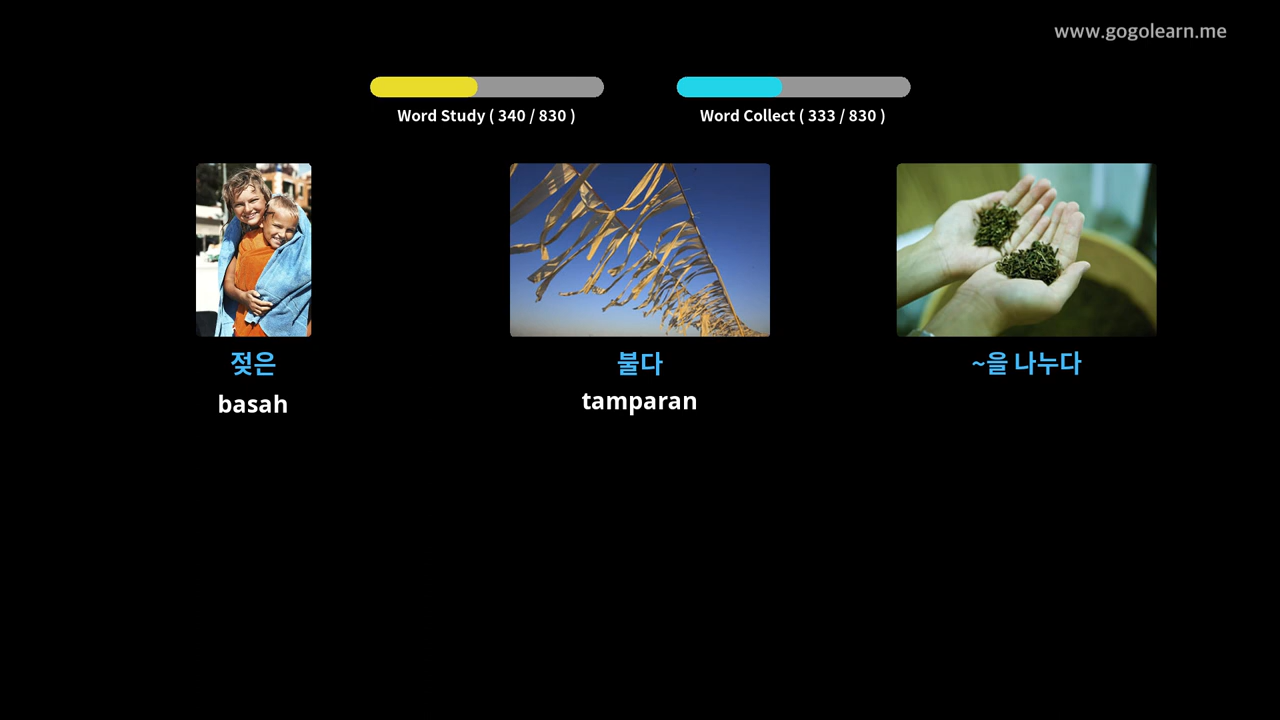 www.gogolearn.me
Word Study ( 340 / 830 )
Word Collect ( 333 / 830 )
젖은
불다
~을 나누다
basah
tamparan